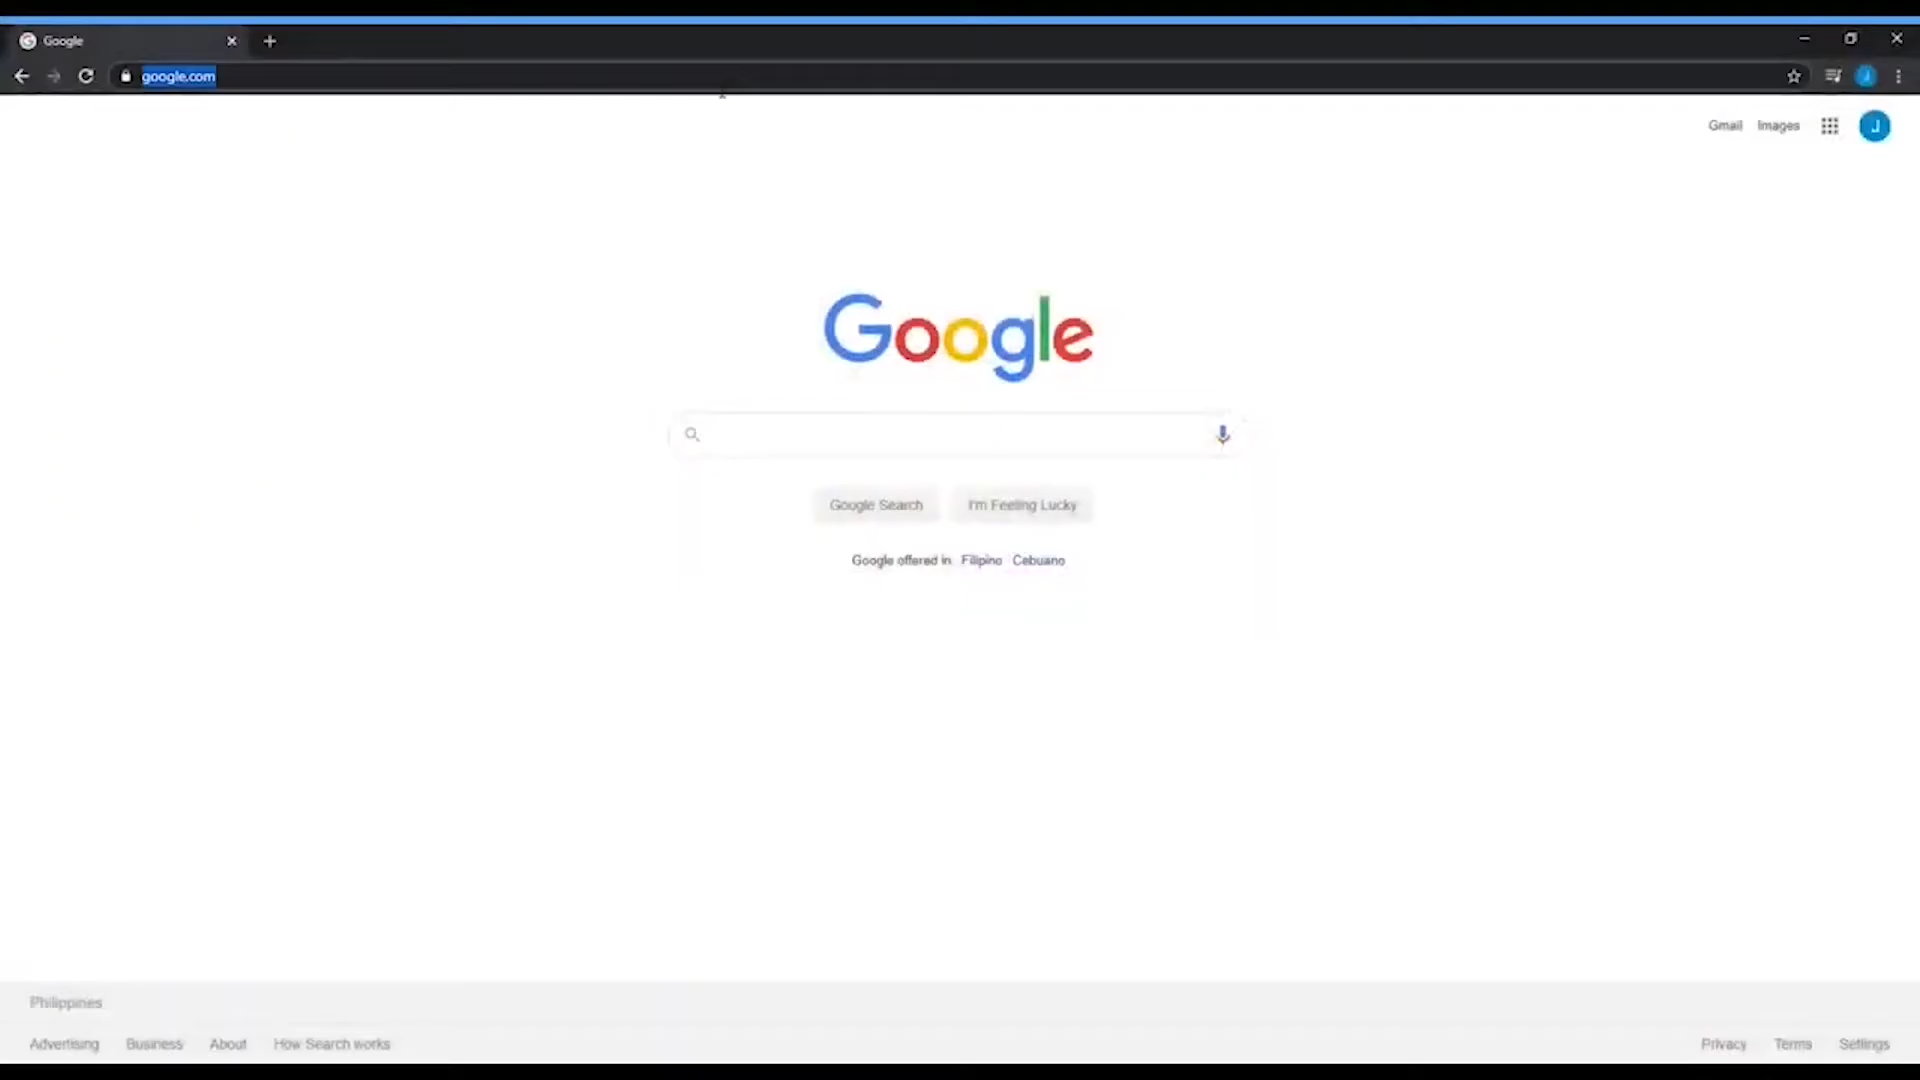 Google
google.com
Gmail Images
J
Google
Google Search I'm Feeling Lucky
Google offered in: Filipino Cebuano
Philippines
Advertising Business About How Search works
Privacy Terms Settings